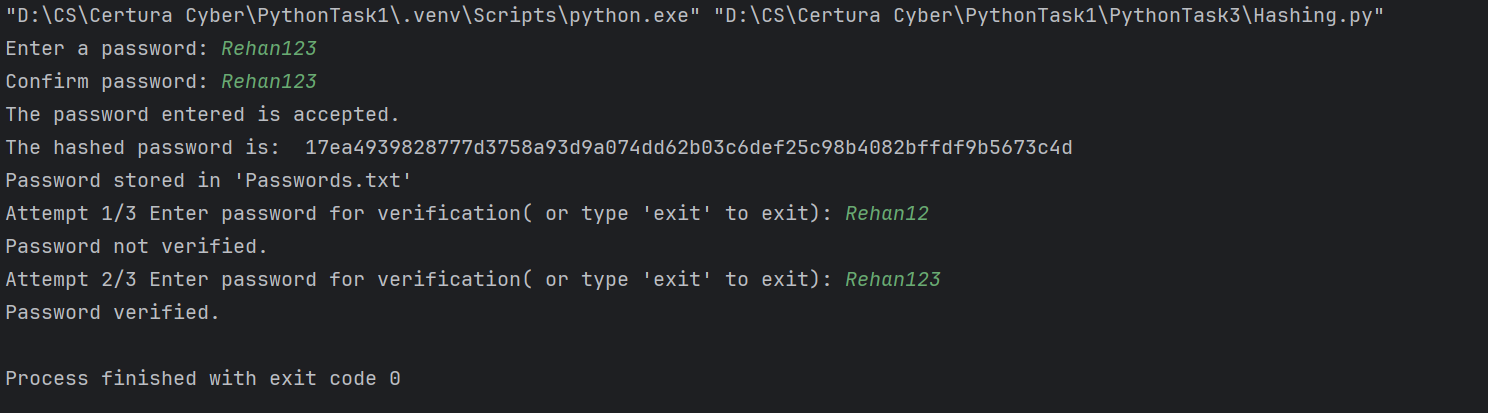 "D:\CS\Certura Cyber\PythonTask1\.venv\Scripts\python.exe" "D:\CS\Certura Cyber\PythonTask1\PythonTask3\Hashing.py"
Enter a password: Rehan123
Confirm password: Rehan123
The password entered is accepted.
The hashed password is:  17ea4939828777d3758a93d9a074dd62b03c6def25c98b4082bffdf9b5673c4d
Password stored in 'Passwords.txt'
Attempt 1/3 Enter password for verification( or type 'exit' to exit): Rehan12
Password not verified.
Attempt 2/3 Enter password for verification( or type 'exit' to exit): Rehan123
Password verified.
Process finished with exit code 0